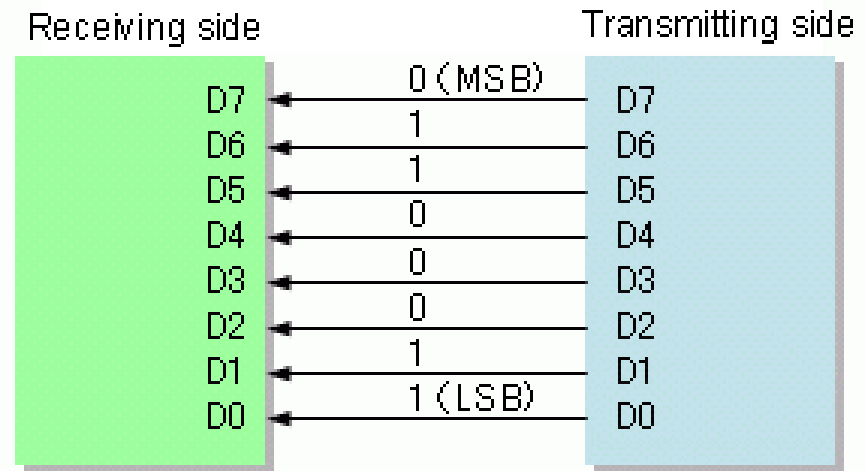 Receiving side Transmitting side
0 (MSB)
D7 D7
1
D6 D6
1
D5 D5
0
D4 D4
0
D3 D3
0
D2 D2
1
D1 D1
1 (LSB)
D0 D0